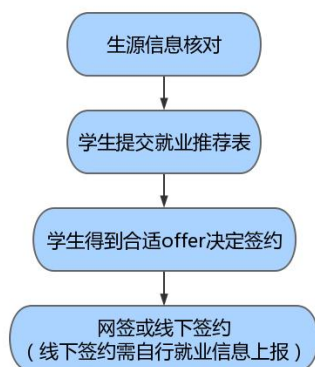 生源信息核对
学生提交就业推荐表
学生得到合适offer决定签约
网签或线下签约
（线下签约需自行就业信息上报）